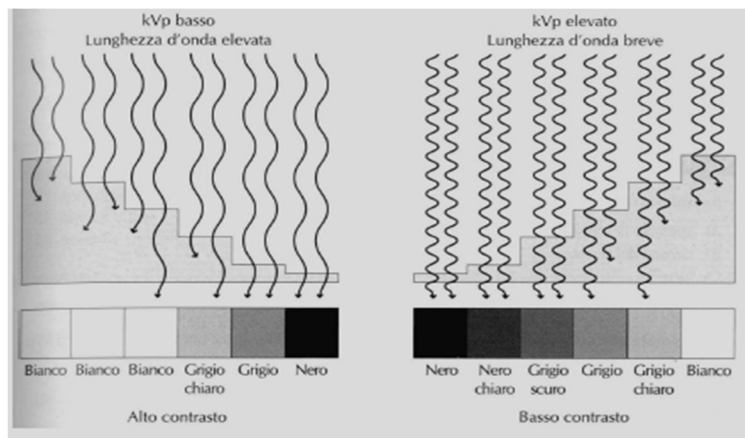 kVp basso
Lunghezza d'onda elevata
kVp elevato
Lunghezza d'onda breve
Bianco Bianco Bianco Grigio chiaro Grigio Nero
Nero Nero chiaro Grigio scuro Grigio Grigio chiaro Bianco
Alto contrasto
Basso contrasto